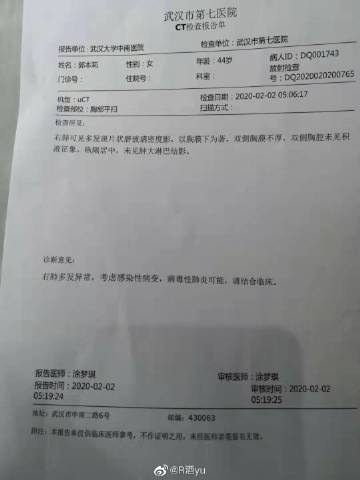 武汉市第七医院
CT检查报告单
报告单位: 武汉大学中南医院 检查单位: 武汉市第七医院
姓名: 郭本莉 性别: 女 年龄: 44岁 病人ID: DQ001743
门诊号: 住院号: 科室: 放射检查号: DQ2020020200765
机型: uCT 检查日期: 2020-02-02 05:06:17
检查部位: 胸部平扫 扫描方式:
检查所见:
右肺可见多发斑片状磨玻璃密度影, 以胸膜下为著, 双侧胸膜不厚, 双侧胸腔未见积
液征象, 纵隔居中, 未见肿大淋巴结影。
诊断意见:
右肺多发异常, 考虑感染性病变, 病毒性肺炎可能, 请结合临床。
报告医师: 涂梦琪 审核医师: 涂梦琪
报告时间: 2020-02-02 审核时间: 2020-02-02
05:19:24 05:19:25
地址: 武汉市中南二路6号 邮编: 430063
附注: 本报告单仅供临床医师参考, 不作证明之用, 未经医师亲笔签名无效。
@R酒yu